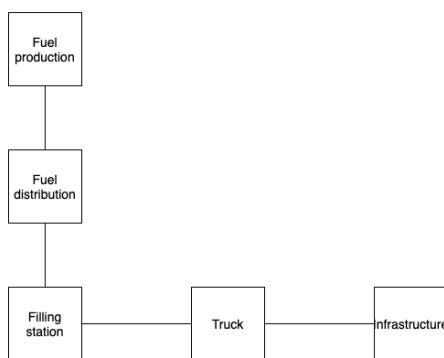 Fuel
production
Fuel
distribution
Filling
station
Truck
Infrastructure